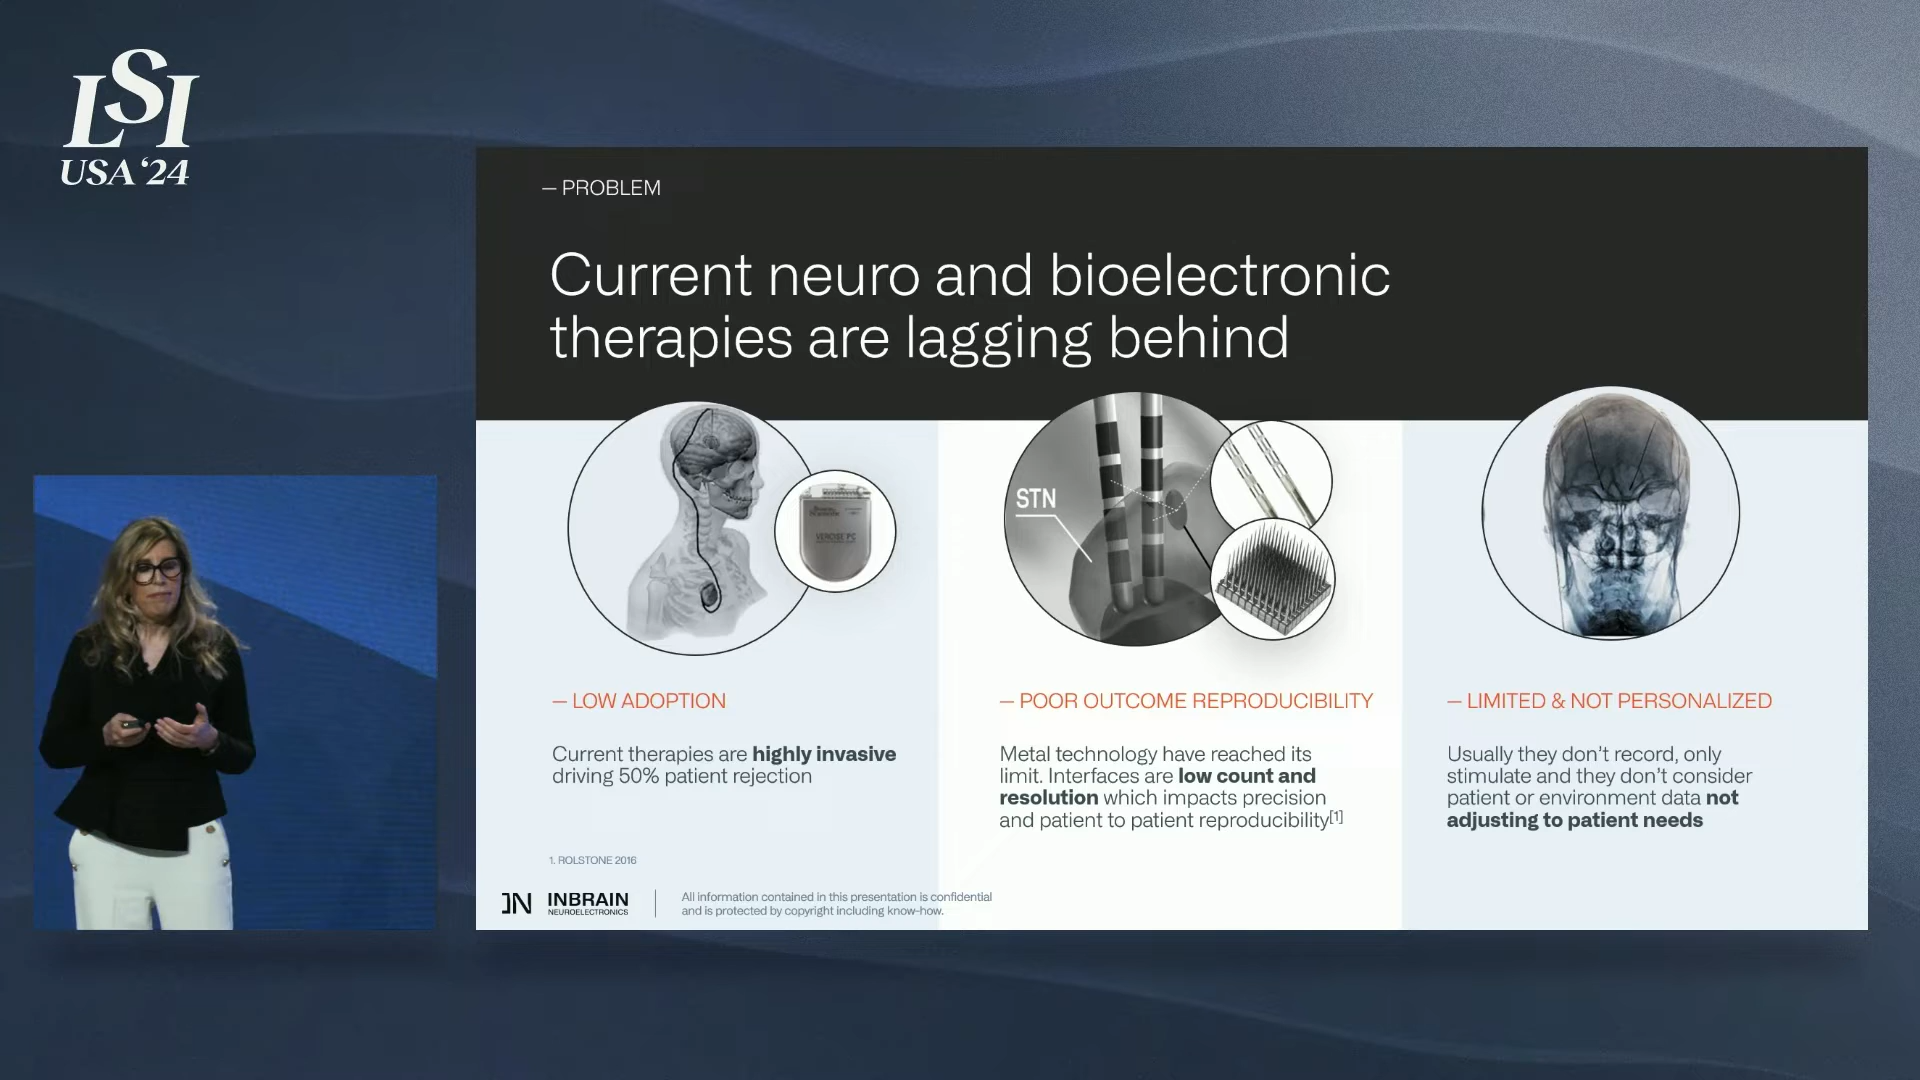 LSI
USA '24
— PROBLEM
Current neuro and bioelectronic
therapies are lagging behind
VERCISE PC
STN
— LOW ADOPTION
Current therapies are highly invasive
driving 50% patient rejection
— POOR OUTCOME REPRODUCIBILITY
Metal technology have reached its
limit. Interfaces are low count and
resolution which impacts precision
and patient to patient reproducibility[1]
— LIMITED & NOT PERSONALIZED
Usually they don't record, only
stimulate and they don't consider
patient or environment data not
adjusting to patient needs
1. ROLSTONE 2016
IN INBRAIN
NEUROELECTRONICS
All information contained in this presentation is confidential
and is protected by copyright including know-how.